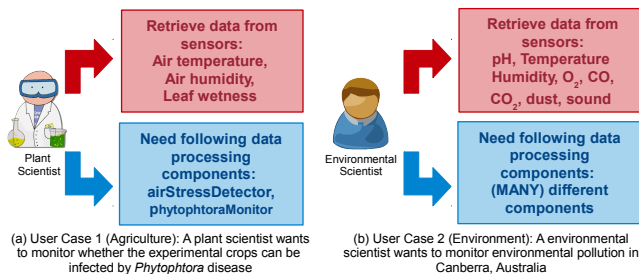 Retrieve data from
sensors:
Air temperature,
Air humidity,
Leaf wetness
Plant
Scientist
Need following data
processing
components:
airStressDetector,
phytophtoraMonitor
(a) User Case 1 (Agriculture): A plant scientist wants
to monitor whether the experimental crops can be
infected by Phytophtora disease
Retrieve data from
sensors:
pH, Temperature
Humidity, O₂, CO,
CO₂, dust, sound
Environmental
Scientist
Need following data
processing
components:
(MANY) different
components
(b) User Case 2 (Environment): A environmental
scientist wants to monitor environmental pollution in
Canberra, Australia